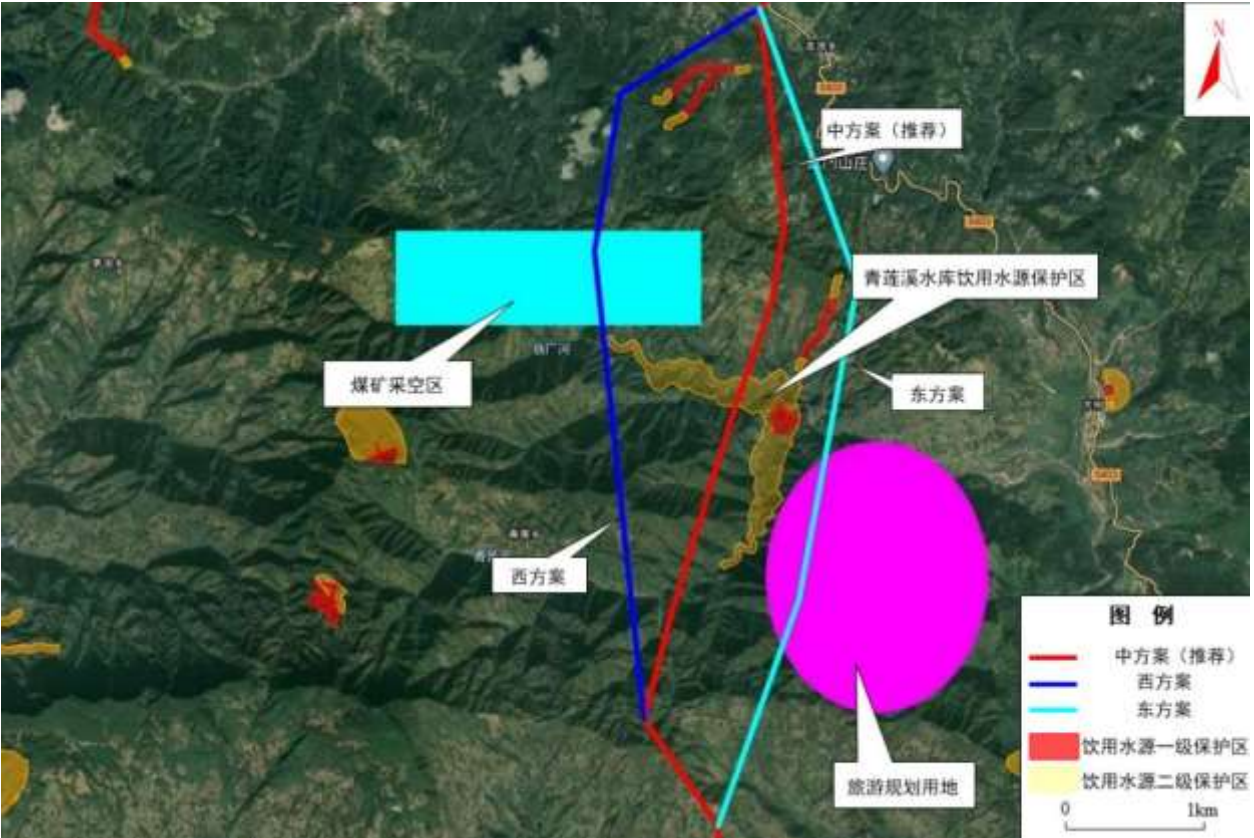 N
S403
中方案（推荐）
S403
青莲溪水库饮用水源保护区
煤矿采空区
东方案
S403
西方案
旅游规划用地
图 例
中方案（推荐）
西方案
东方案
饮用水源一级保护区
饮用水源二级保护区
0 1km